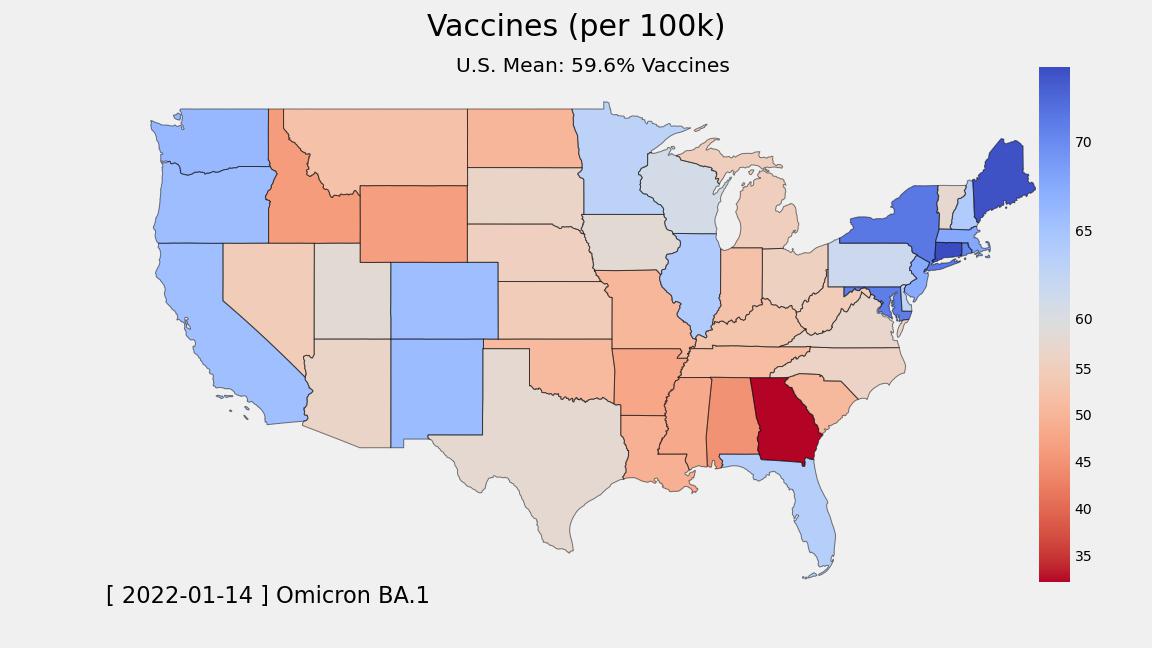 Vaccines (per 100k)
U.S. Mean: 59.6% Vaccines
70
65
60
55
50
45
40
35
[ 2022-01-14 ] Omicron BA.1